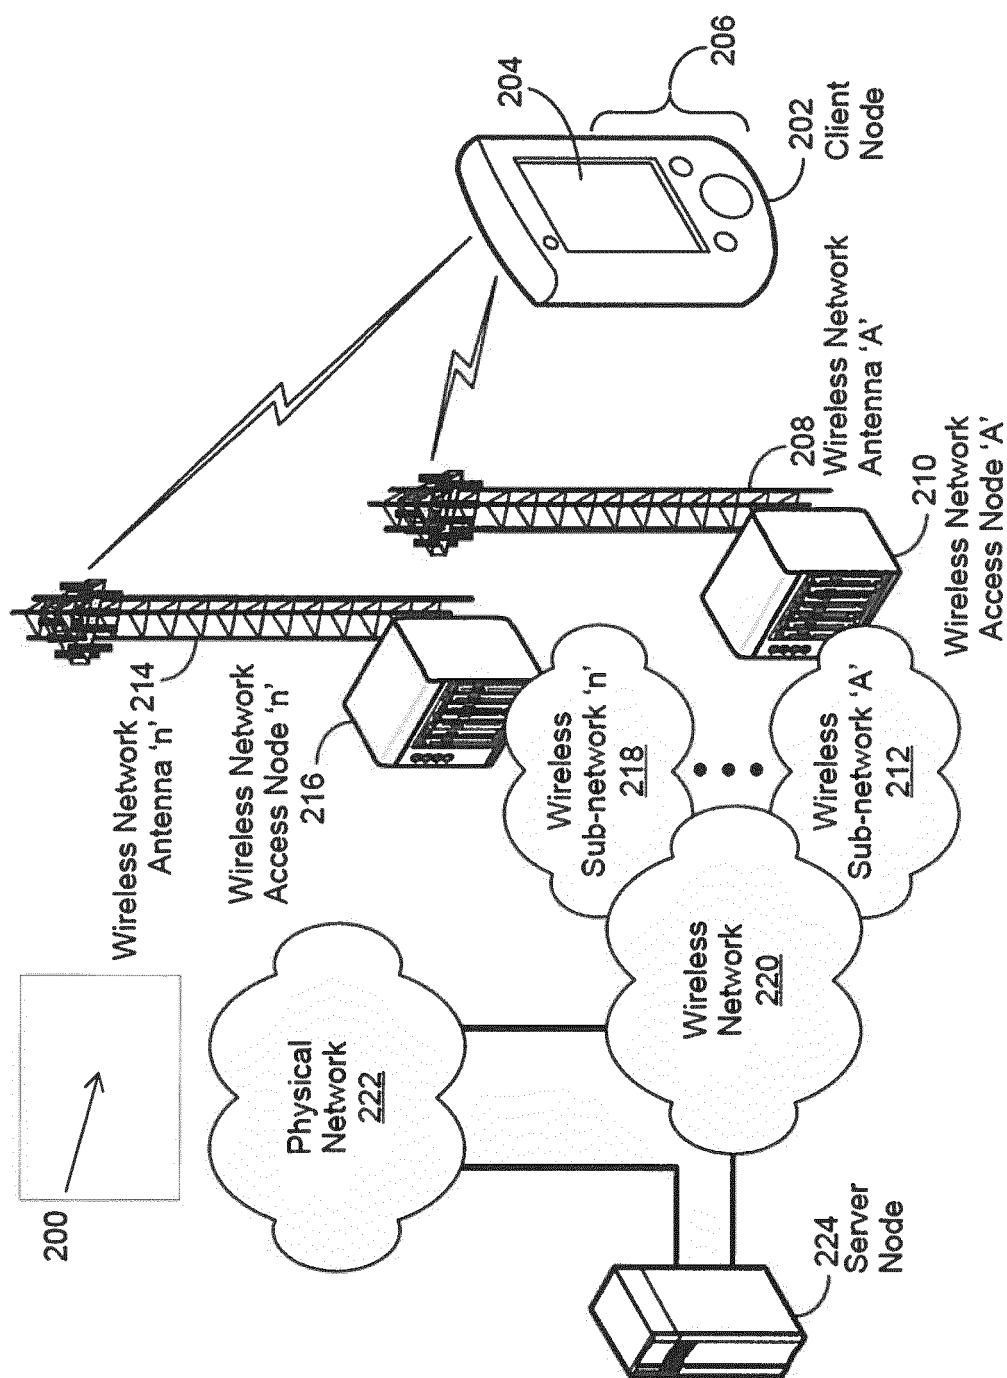 200
Wireless Network
Antenna 'n'
214
Wireless Network
Access Node 'n'
216
Physical
Network
222
Wireless
Sub-network 'n'
218
Wireless
Network
220
Wireless
Sub-network 'A'
212
224
Server
Node
204
206
202
Client
Node
208
Wireless Network
Antenna 'A'
210
Wireless Network
Access Node 'A'